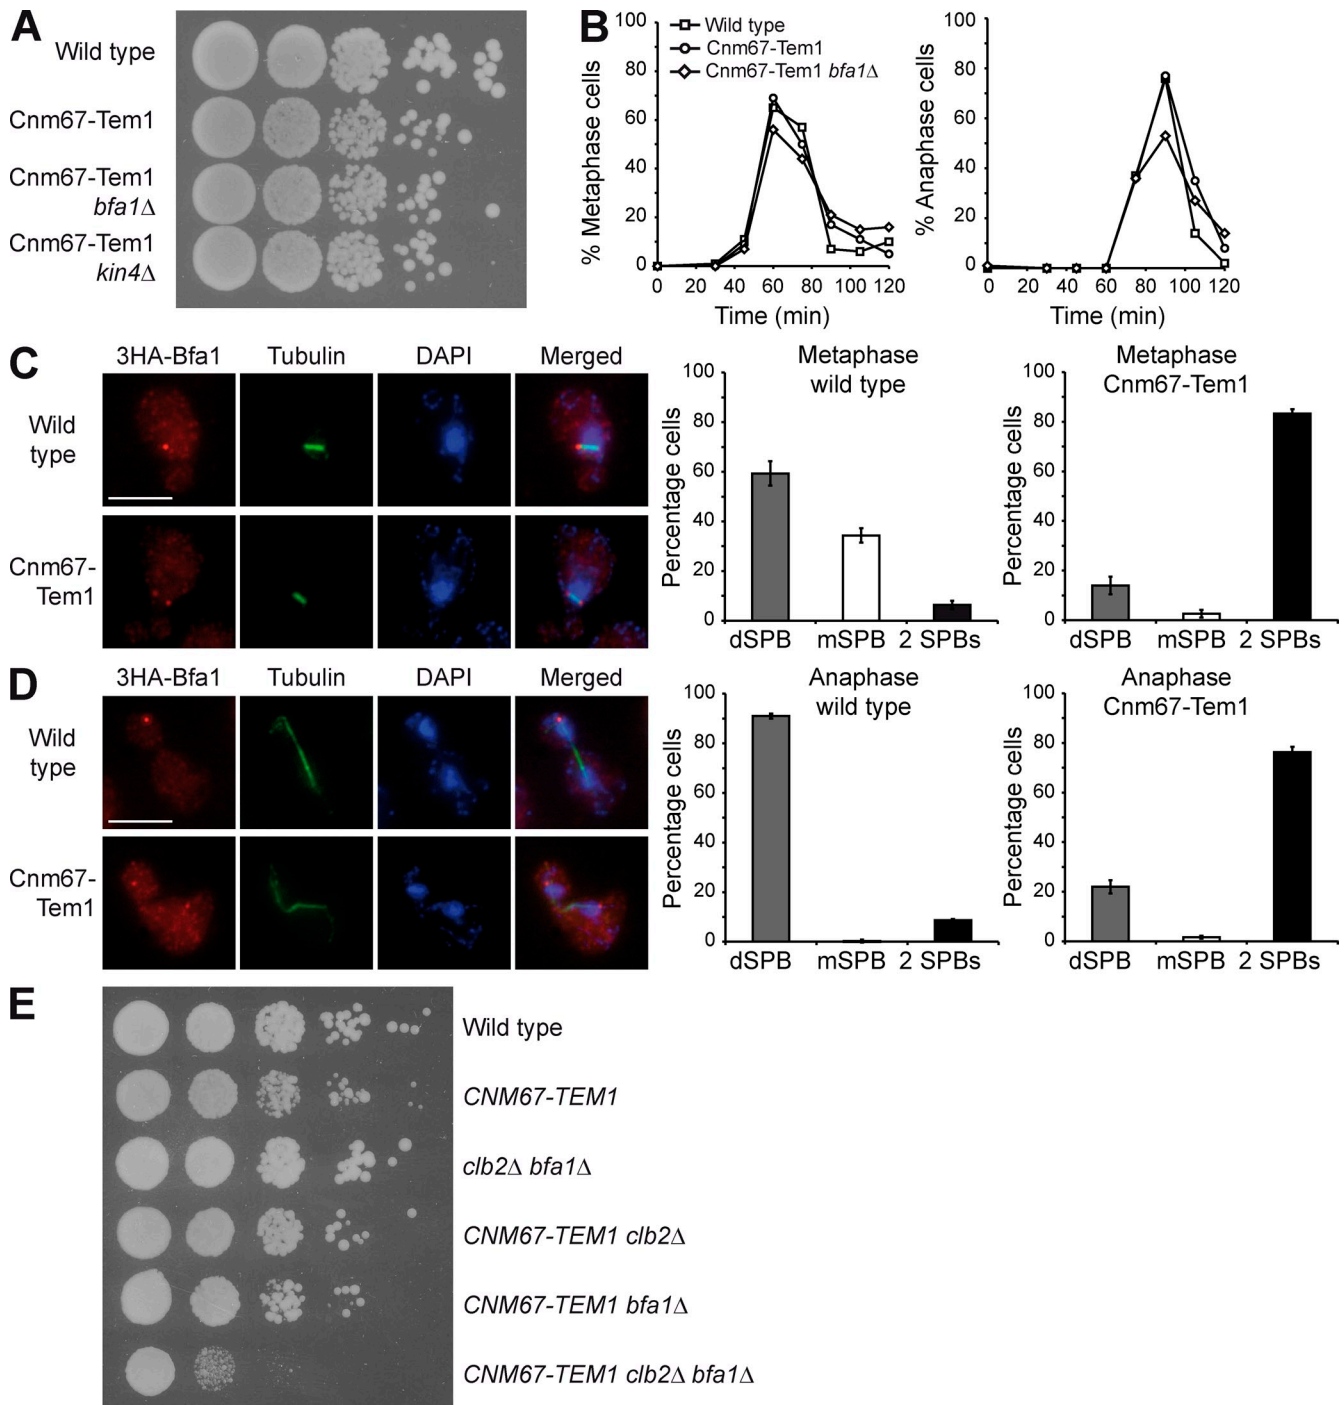 A
Wild type
Cnm67-Tem1
Cnm67-Tem1
bfa1Δ
Cnm67-Tem1
kin4Δ
B
% Metaphase cells
100
80
60
40
20
0
Wild type
Cnm67-Tem1
Cnm67-Tem1 bfa1Δ
0 20 40 60 80 100 120
Time (min)
% Anaphase cells
100
80
60
40
20
0
0 20 40 60 80 100 120
Time (min)
C
3HA-Bfa1 Tubulin DAPI Merged
Wild
type
Cnm67-
Tem1
Metaphase
wild type
Percentage cells
100
80
60
40
20
0
dSPB mSPB 2 SPBs
Metaphase
Cnm67-Tem1
Percentage cells
100
80
60
40
20
0
dSPB mSPB 2 SPBs
D
3HA-Bfa1 Tubulin DAPI Merged
Wild
type
Cnm67-
Tem1
Anaphase
wild type
Percentage cells
100
80
60
40
20
0
dSPB mSPB 2 SPBs
Anaphase
Cnm67-Tem1
Percentage cells
100
80
60
40
20
0
dSPB mSPB 2 SPBs
E
Wild type
CNM67-TEM1
clb2Δ bfa1Δ
CNM67-TEM1 clb2Δ
CNM67-TEM1 bfa1Δ
CNM67-TEM1 clb2Δ bfa1Δ